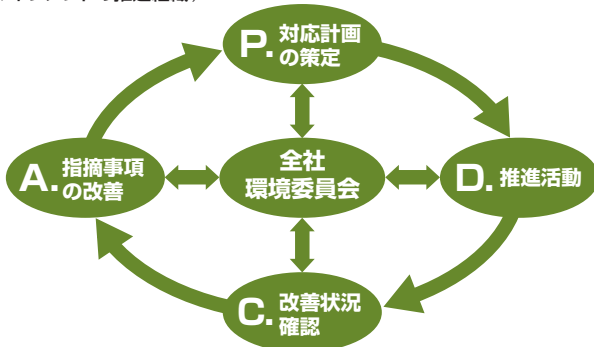 P. 対応計画
の策定
A. 指摘事項
の改善
全社
環境委員会
D. 推進活動
C. 改善状況
確認